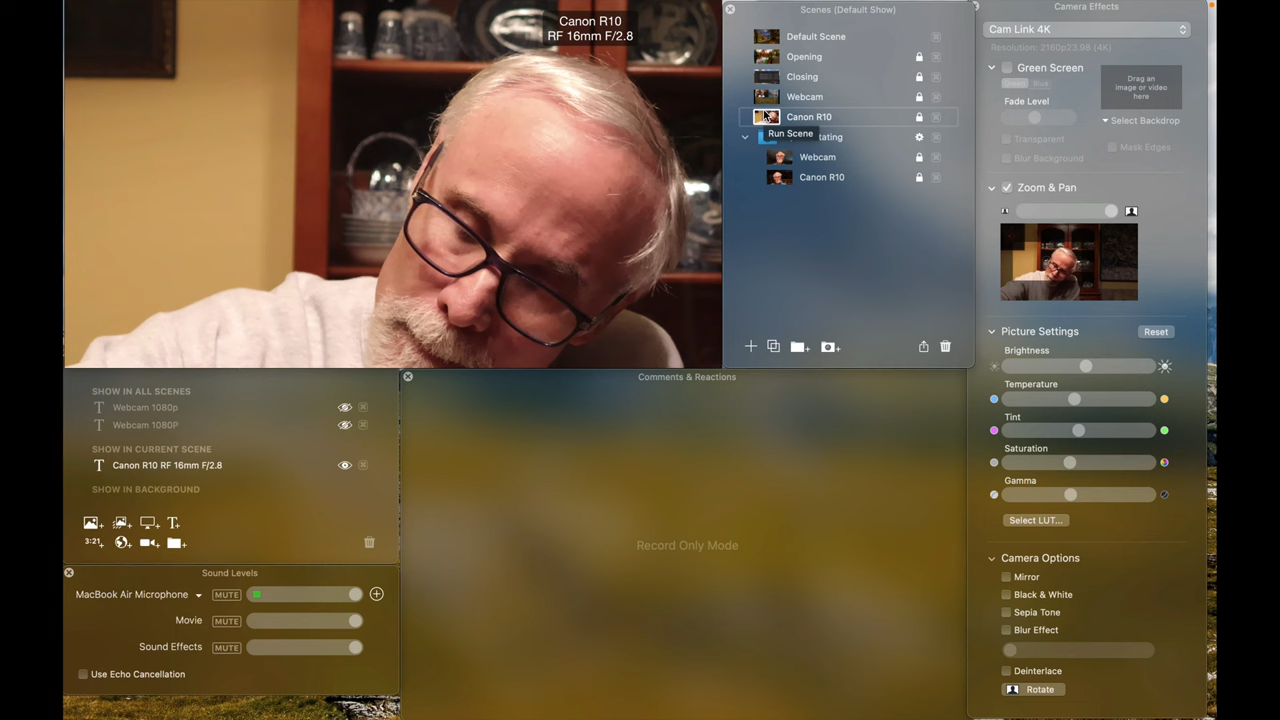 Canon R10
RF 16mm F/2.8
Scenes (Default Show)
Default Scene
Opening
Closing
Webcam
Canon R10
Run Scene
tating
Webcam
Canon R10
Camera Effects
Cam Link 4K
Resolution: 2160p23.98 (4K)
Green Screen
Green Blue
Fade Level
Drag an
image or video
here
Select Backdrop
Transparent
Mask Edges
Blur Background
Zoom & Pan
Picture Settings
Reset
Brightness
Temperature
Tint
Saturation
Gamma
Select LUT...
Camera Options
Mirror
Black & White
Sepia Tone
Blur Effect
Deinterlace
Rotate
SHOW IN ALL SCENES
Webcam 1080p
Webcam 1080P
SHOW IN CURRENT SCENE
Canon R10 RF 16mm F/2.8
SHOW IN BACKGROUND
3:21+
Comments & Reactions
Record Only Mode
Sound Levels
MacBook Air Microphone
MUTE
Movie
MUTE
Sound Effects
MUTE
Use Echo Cancellation